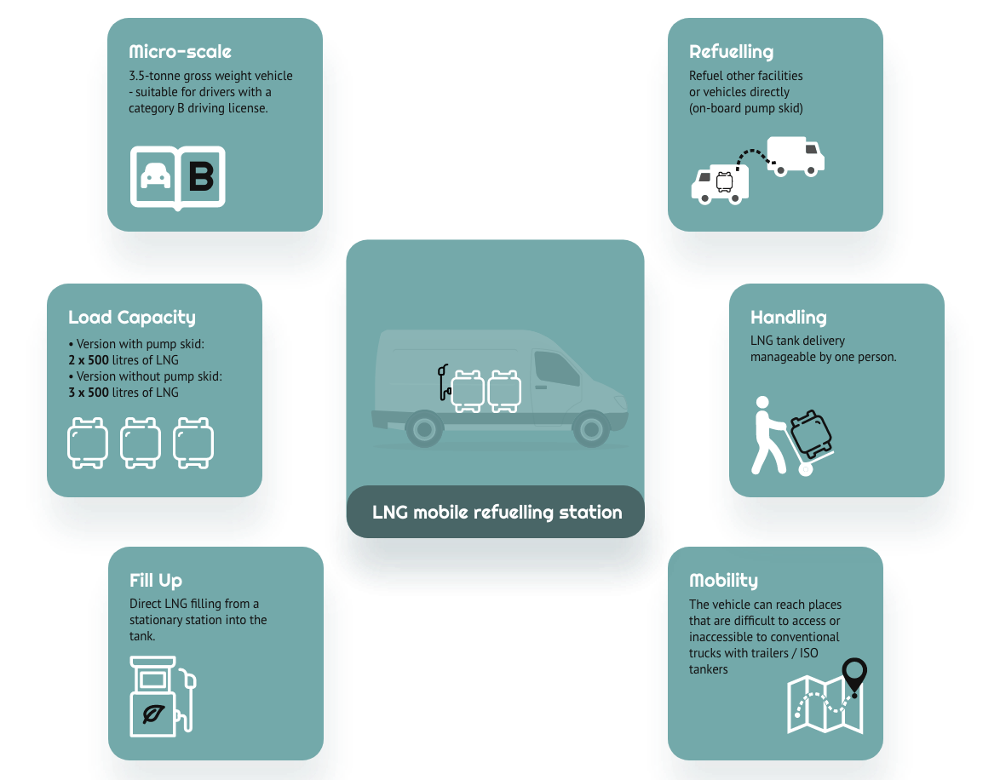 Micro-scale
3.5-tonne gross weight vehicle
- suitable for drivers with a
category B driving license.
B
Refuelling
Refuel other facilities
or vehicles directly
(on-board pump skid)
Load Capacity
• Version with pump skid:
2 x 500 litres of LNG
• Version without pump skid:
3 x 500 litres of LNG
LNG mobile refuelling station
Handling
LNG tank delivery
manageable by one person.
Fill Up
Direct LNG filling from a
stationary station into the
tank.
Mobility
The vehicle can reach places
that are difficult to access or
inaccessible to conventional
trucks with trailers / ISO
tankers